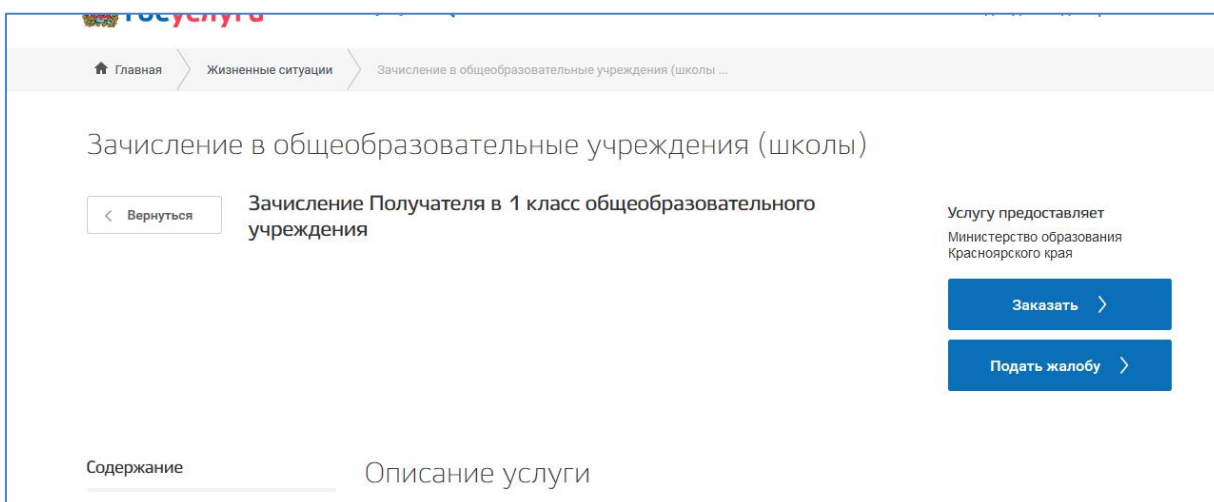 Главная
Жизненные ситуации
Зачисление в общеобразовательные учреждения (школы ...
Зачисление в общеобразовательные учреждения (школы)
Вернуться
Зачисление Получателя в 1 класс общеобразовательного
учреждения
Услугу предоставляет
Министерство образования
Красноярского края
Заказать
Подать жалобу
Содержание
Описание услуги